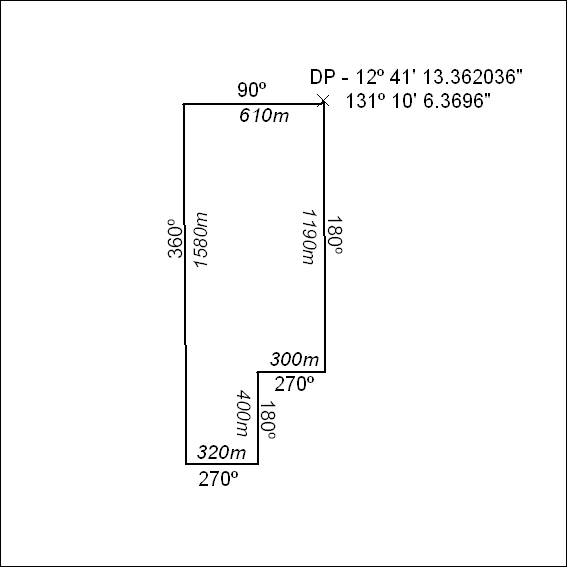 DP - 12º 41' 13.362036"
131º 10' 6.3696"
90º
610m
360º
1580m
1190m
180º
300m
270º
400m
180º
320m
270º